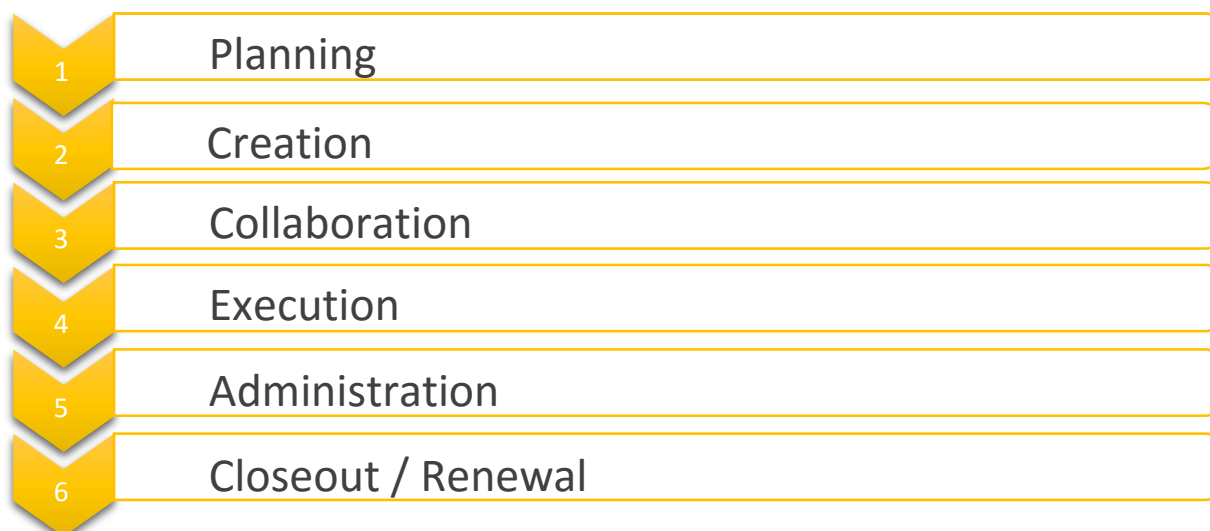 1 Planning
2 Creation
3 Collaboration
4 Execution
5 Administration
6 Closeout / Renewal